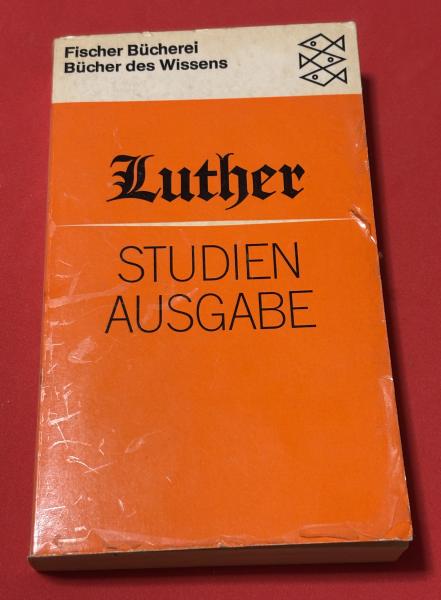 Fischer Bücherei
Bücher des Wissens
Luther
STUDIEN
AUSGABE